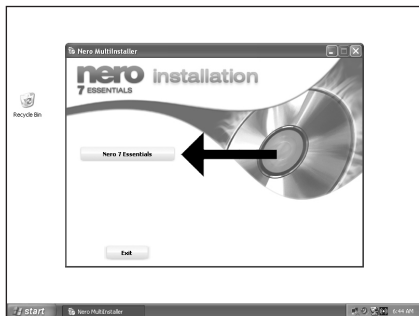 Nero MultiInstaller
nero installation
7 ESSENTIALS
Recycle Bin
Nero 7 Essentials
Exit
start
Nero MultiInstaller
6:44 AM